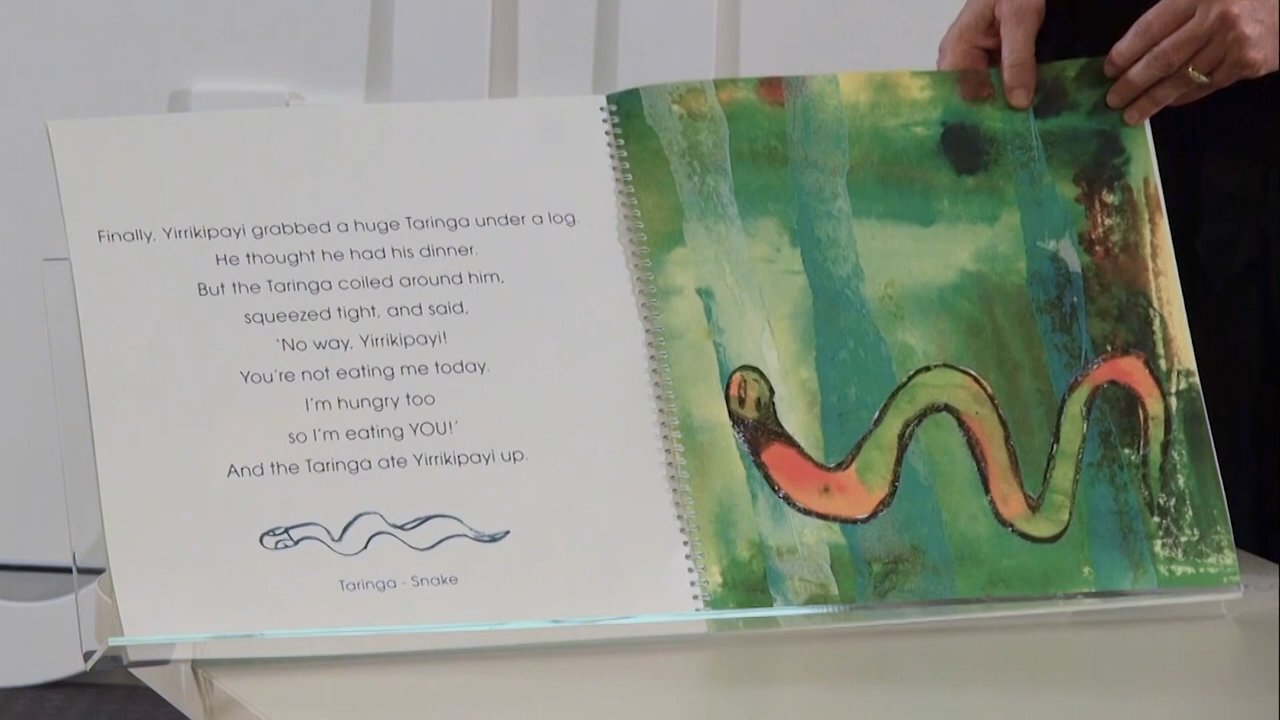 Finally, Yirrikipayi grabbed a huge Taringa under a log.
He thought he had his dinner.
But the Taringa coiled around him,
squeezed tight, and said,
'No way, Yirrikipayi!
You're not eating me today.
I'm hungry too
so I'm eating YOU!'
And the Taringa ate Yirrikipayi up.
Taringa - Snake